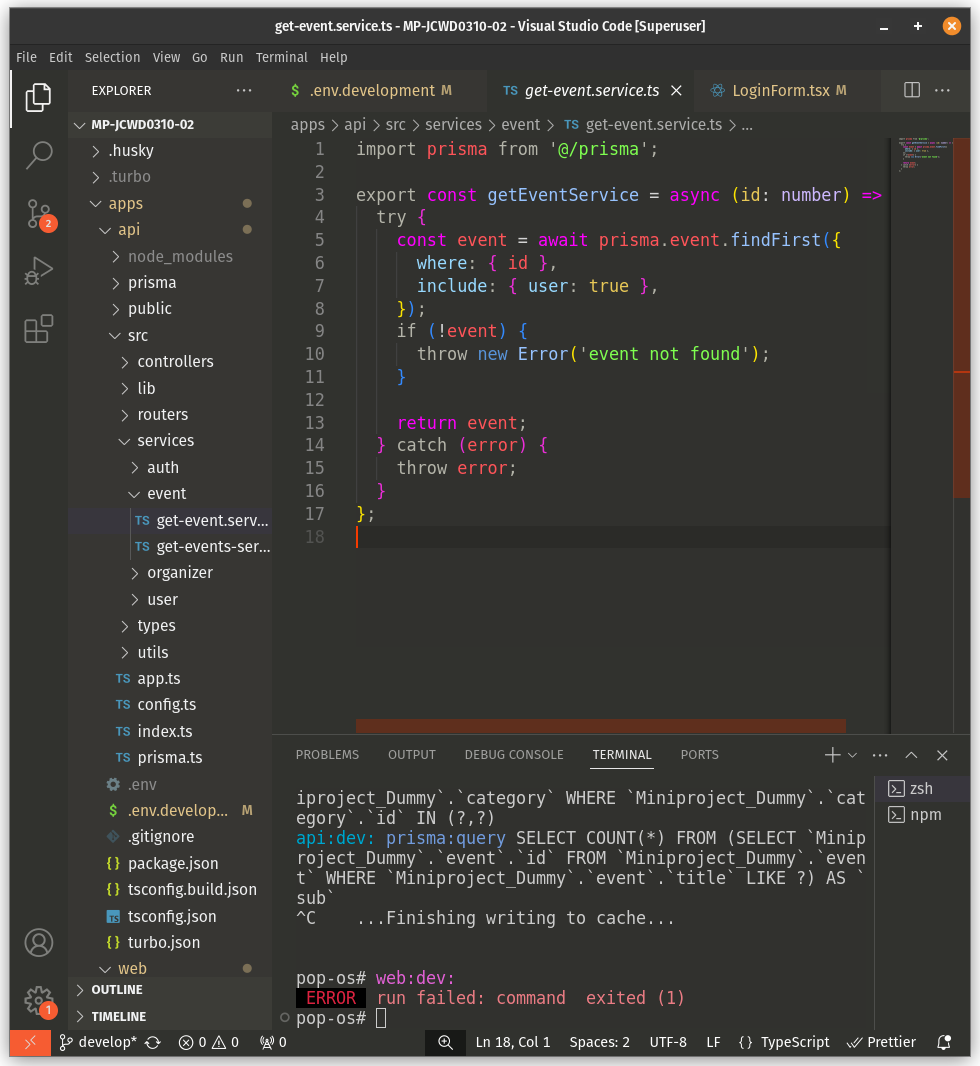 get-event.service.ts - MP-JCWD0310-02 - Visual Studio Code [Superuser]
File Edit Selection View Go Run Terminal Help
EXPLORER
MP-JCWD0310-02
.husky
.turbo
apps
api
node_modules
prisma
public
src
controllers
lib
routers
services
auth
event
TS get-event.serv...
TS get-events-ser...
organizer
user
types
utils
TS app.ts
TS config.ts
TS index.ts
TS prisma.ts
.env
$ .env.develop... M
.gitignore
{} package.json
{} tsconfig.build.json
TS tsconfig.json
{} turbo.json
web
OUTLINE
TIMELINE
2
1
$ .env.development M
TS get-event.service.ts
LoginForm.tsx M
apps > api > src > services > event > TS get-event.service.ts > ...
1 import prisma from '@/prisma';
2
3 export const getEventService = async (id: number) =>
4 try {
5 const event = await prisma.event.findFirst({
6 where: { id },
7 include: { user: true },
8 });
9 if (!event) {
10 throw new Error('event not found');
11 }
12
13 return event;
14 } catch (error) {
15 throw error;
16 }
17 };
18
PROBLEMS OUTPUT DEBUG CONSOLE TERMINAL PORTS
iproject_Dummy`.`category` WHERE `Miniproject_Dummy`.`cat
egory`.`id` IN (?,?)
api:dev: prisma:query SELECT COUNT(*) FROM (SELECT `Minip
roject_Dummy`.`event`.`id` FROM `Miniproject_Dummy`.`even
t` WHERE `Miniproject_Dummy`.`event`.`title` LIKE ?) AS `
sub`
^C ...Finishing writing to cache...
pop-os# web:dev:
ERROR run failed: command exited (1)
pop-os#
zsh
npm
develop* 0 0 0 Ln 18, Col 1 Spaces: 2 UTF-8 LF {} TypeScript Prettier